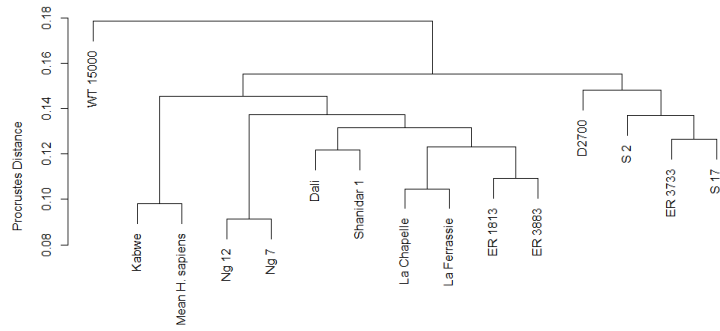 Procrustes Distance
0.18
0.16
0.14
0.12
0.10
0.08
WT 15000
Kabwe
Mean H. sapiens
Ng 12
Ng 7
Dali
Shanidar 1
La Chapelle
La Ferrassie
ER 1813
ER 3883
D2700
S 2
ER 3733
S 17